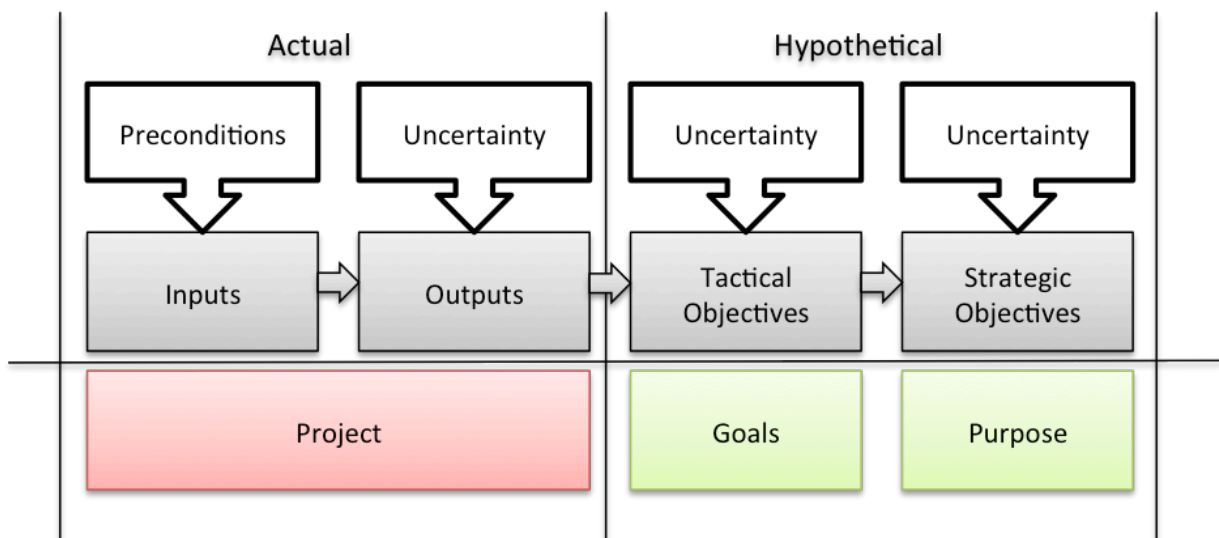 Actual
Hypothetical
Preconditions
Uncertainty
Uncertainty
Uncertainty
Inputs
Outputs
Tactical
Objectives
Strategic
Objectives
Project
Goals
Purpose